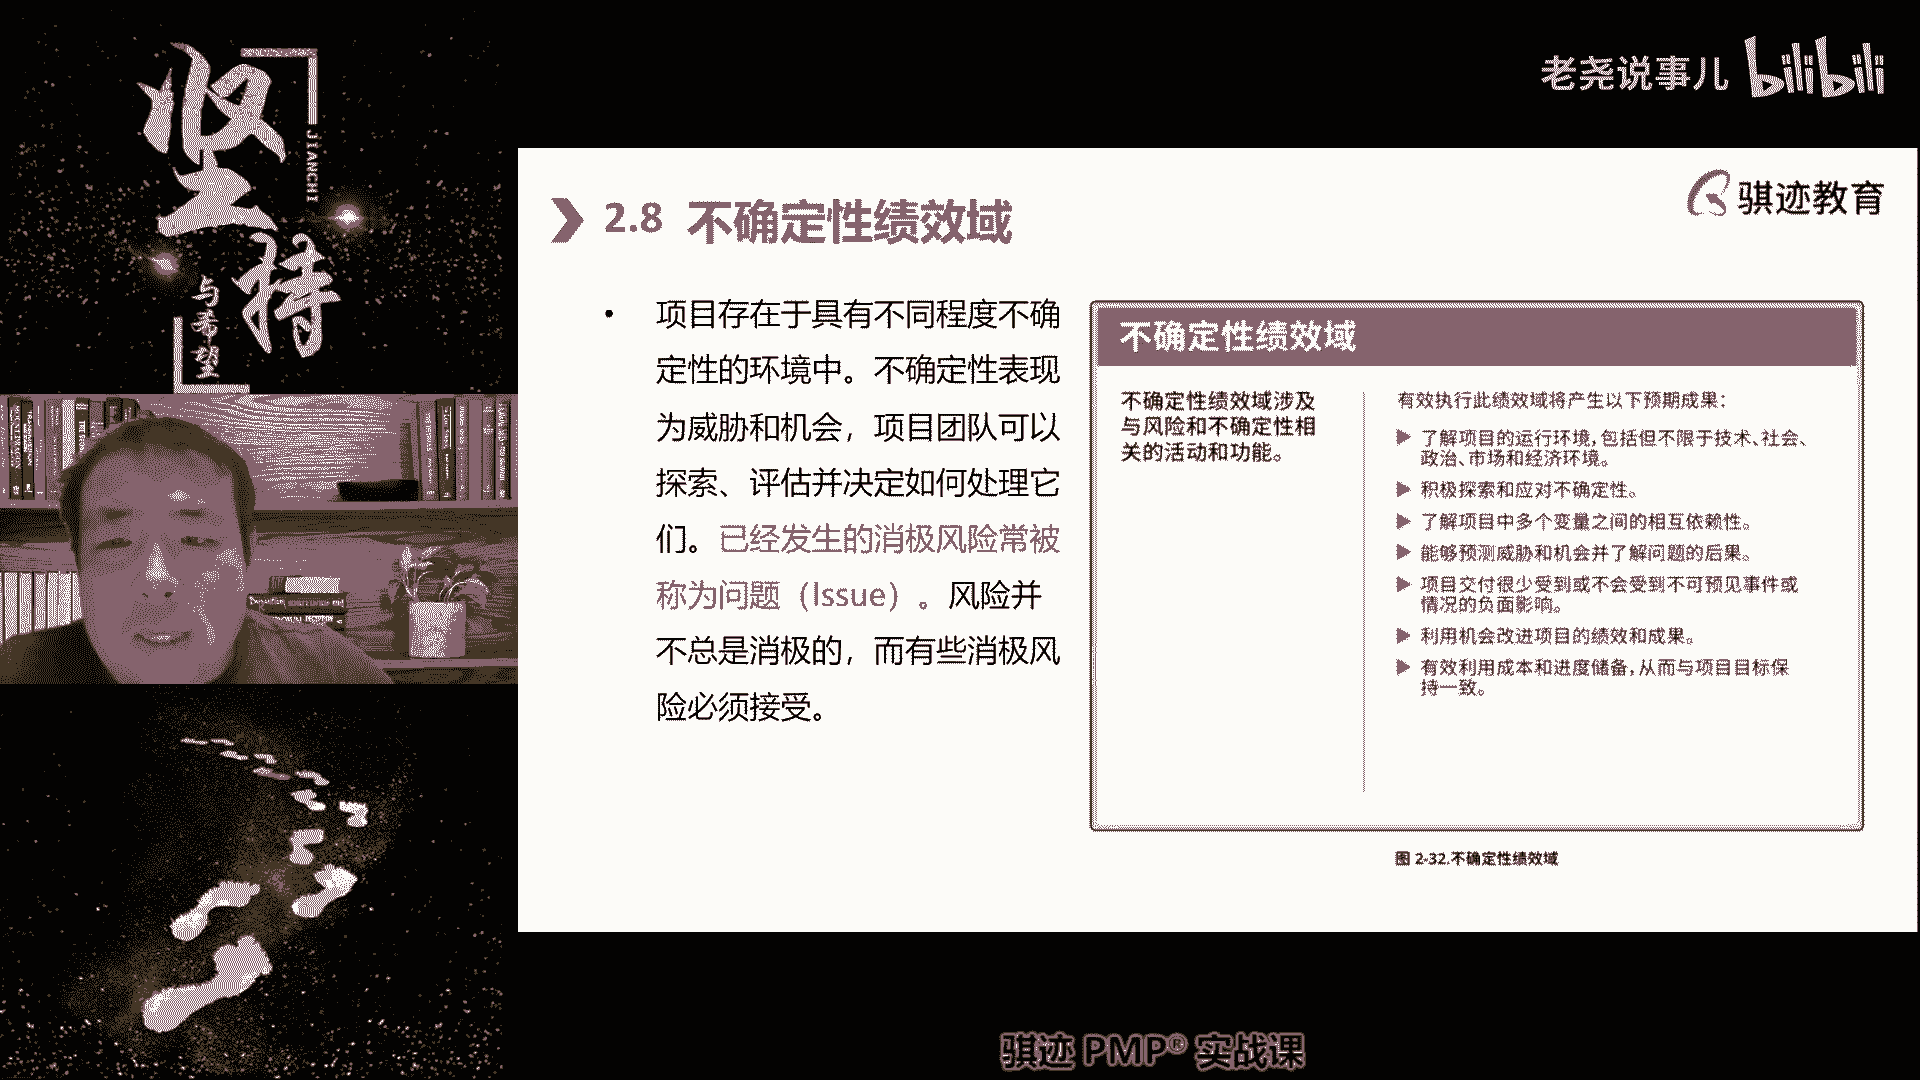 坚持
JIANCHI
与希望
老尧说事儿 bilibili
骐迹教育
2.8 不确定性绩效域
• 项目存在于具有不同程度不确
定性的环境中。不确定性表现
为威胁和机会，项目团队可以
探索、评估并决定如何处理它
们。已经发生的消极风险常被
称为问题（Issue）。风险并
不总是消极的，而有些消极风
险必须接受。
不确定性绩效域
不确定性绩效域涉及
与风险和不确定性相
关的活动和功能。
有效执行此绩效域将产生以下预期成果：
了解项目的运行环境，包括但不限于技术、社会、
政治、市场和经济环境。
积极探索和应对不确定性。
了解项目中多个变量之间的相互依赖性。
能够预测威胁和机会并了解问题的后果。
项目交付很少受到或不会受到不可预见事件或
情况的负面影响。
利用机会改进项目的绩效和成果。
有效利用成本和进度储备，从而与项目目标保
持一致。
图 2-32.不确定性绩效域
骐迹 PMP® 实战课